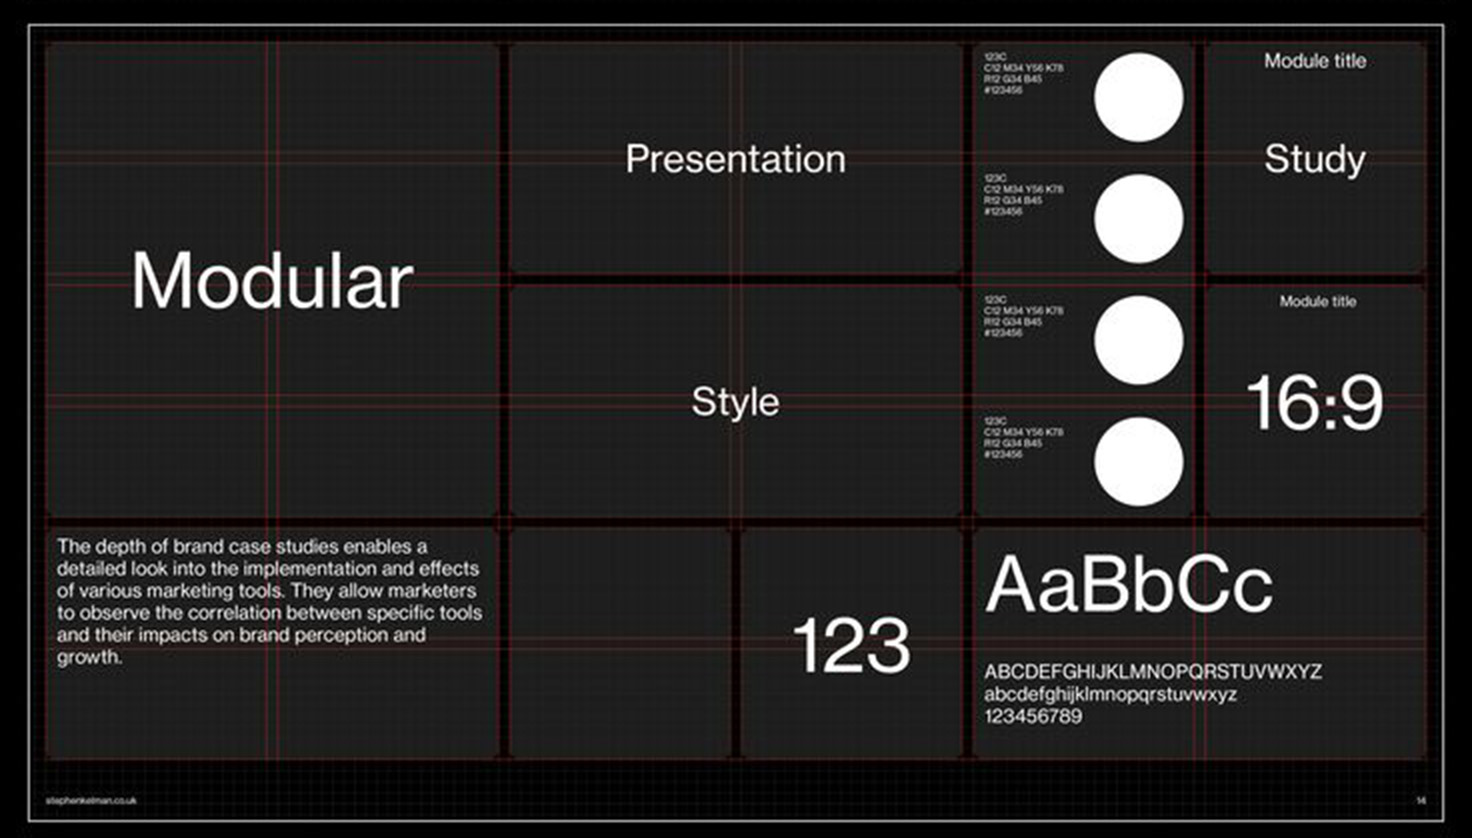 Modular
Presentation
Style
123C
C12 M34 Y56 K78
R12 G34 B45
#123456
123C
C12 M34 Y56 K78
R12 G34 B45
#123456
123C
C12 M34 Y56 K78
R12 G34 B45
#123456
123C
C12 M34 Y56 K78
R12 G34 B45
#123456
Module title
Study
Module title
16:9
The depth of brand case studies enables a
detailed look into the implementation and effects
of various marketing tools. They allow marketers
to observe the correlation between specific tools
and their impacts on brand perception and
growth.
123
AaBbCc
ABCDEFGHIJKLMNOPQRSTUVWXYZ
abcdefghijklmnopqrstuvwxyz
123456789
stephenkelman.co.uk
14